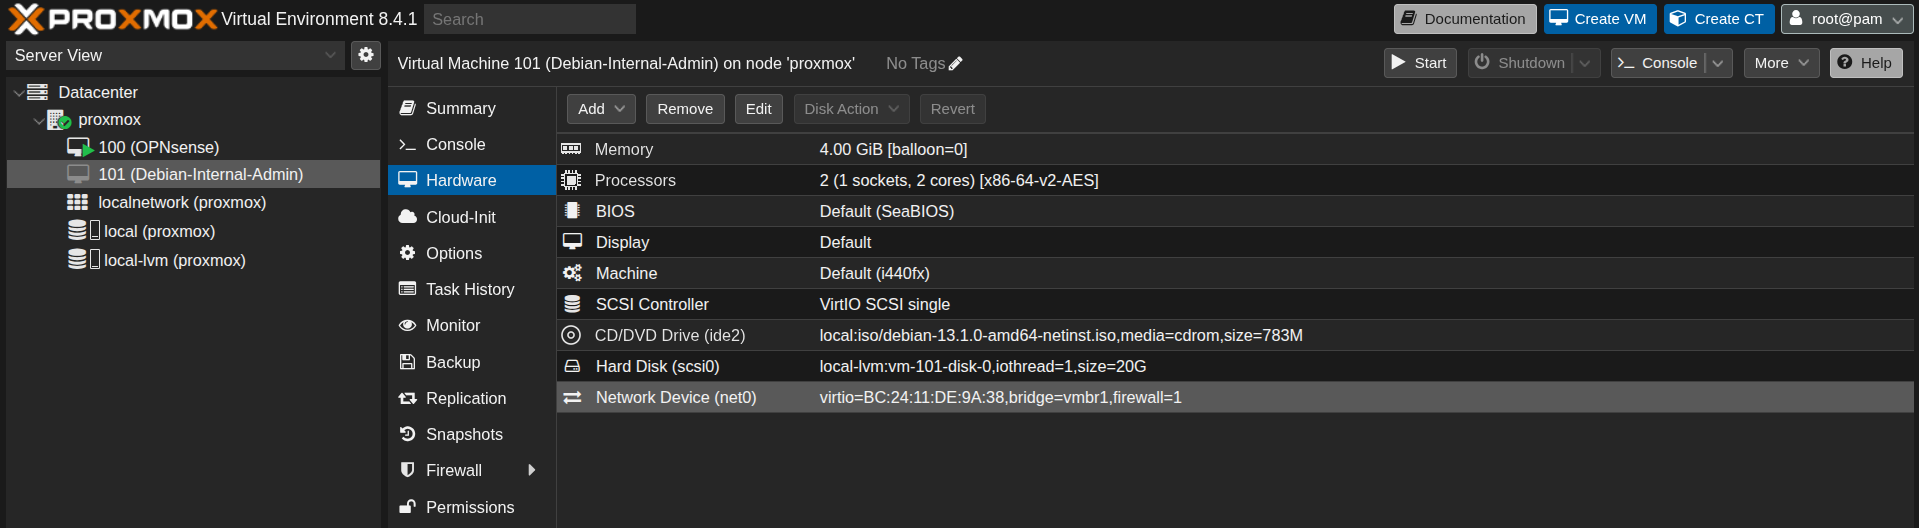 PROXMOX Virtual Environment 8.4.1 Search Documentation Create VM Create CT root@pam
Server View
Datacenter
proxmox
100 (OPNsense)
101 (Debian-Internal-Admin)
localnetwork (proxmox)
local (proxmox)
local-lvm (proxmox)
Virtual Machine 101 (Debian-Internal-Admin) on node 'proxmox' No Tags Start Shutdown Console More Help
Summary
Console
Hardware
Cloud-Init
Options
Task History
Monitor
Backup
Replication
Snapshots
Firewall
Permissions
Add Remove Edit Disk Action Revert
Memory 4.00 GiB [balloon=0]
Processors 2 (1 sockets, 2 cores) [x86-64-v2-AES]
BIOS Default (SeaBIOS)
Display Default
Machine Default (i440fx)
SCSI Controller VirtIO SCSI single
CD/DVD Drive (ide2) local:iso/debian-13.1.0-amd64-netinst.iso,media=cdrom,size=783M
Hard Disk (scsi0) local-lvm:vm-101-disk-0,iothread=1,size=20G
Network Device (net0) virtio=BC:24:11:DE:9A:38,bridge=vmbr1,firewall=1